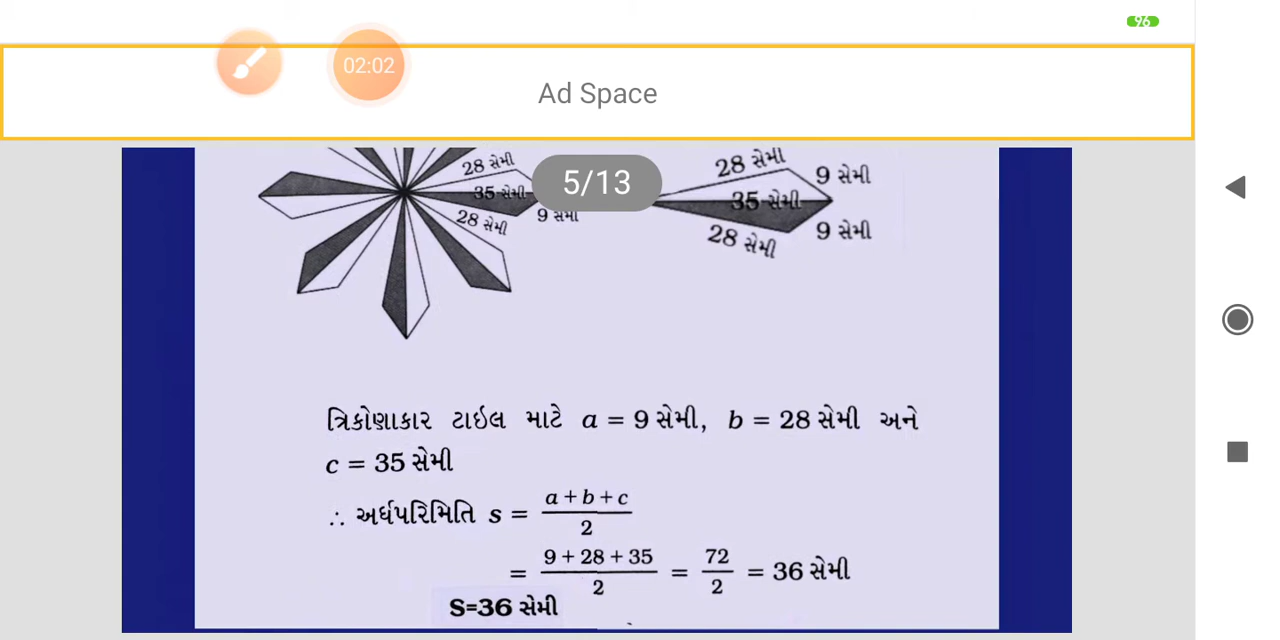 96
02:02
Ad Space
5/13
28 સેમી
35 સેમી
28 સેમી
9 સેમી
28 સેમી
9 સેમી
35 સેમી
28 સેમી
9 સેમી
ત્રિકોણાકાર ટાઇલ માટે a = 9 સેમી, b = 28 સેમી અને
c = 35 સેમી
∴ અર્ધપરિમિતિ s = a + b + c / 2
= 9 + 28 + 35 / 2 = 72 / 2 = 36 સેમી
S=36 સેમી